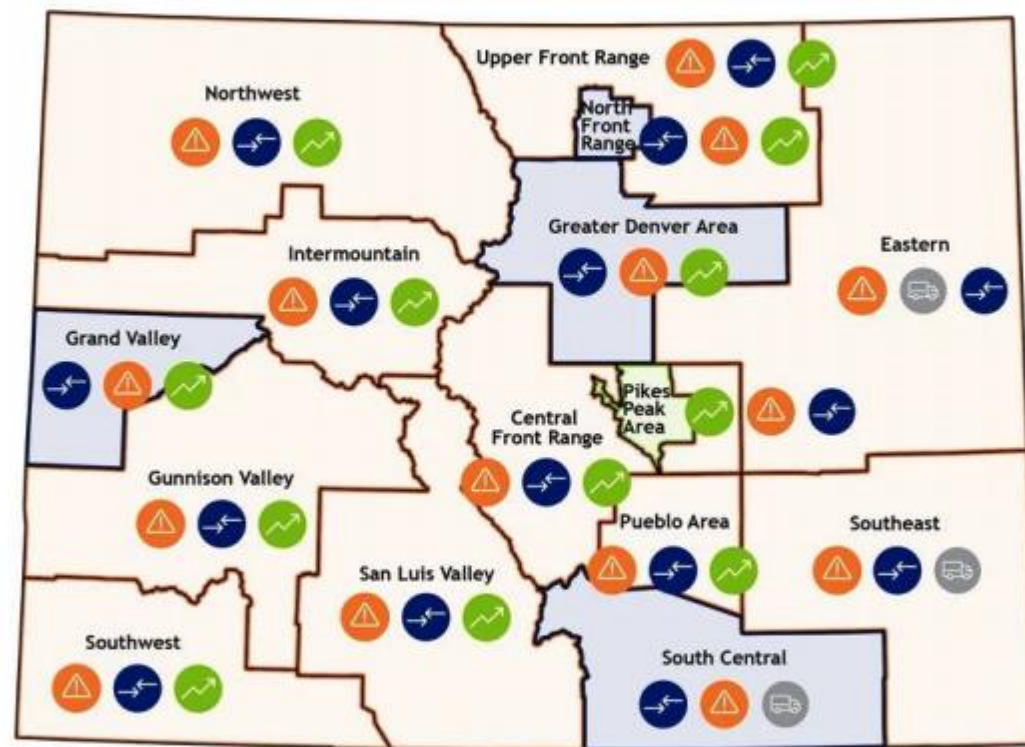 Upper Front Range
Northwest
North
Front
Range
Greater Denver Area
Eastern
Intermountain
Grand Valley
Pikes
Peak
Area
Central
Front Range
Gunnison Valley
Pueblo Area
Southeast
San Luis Valley
Southwest
South Central